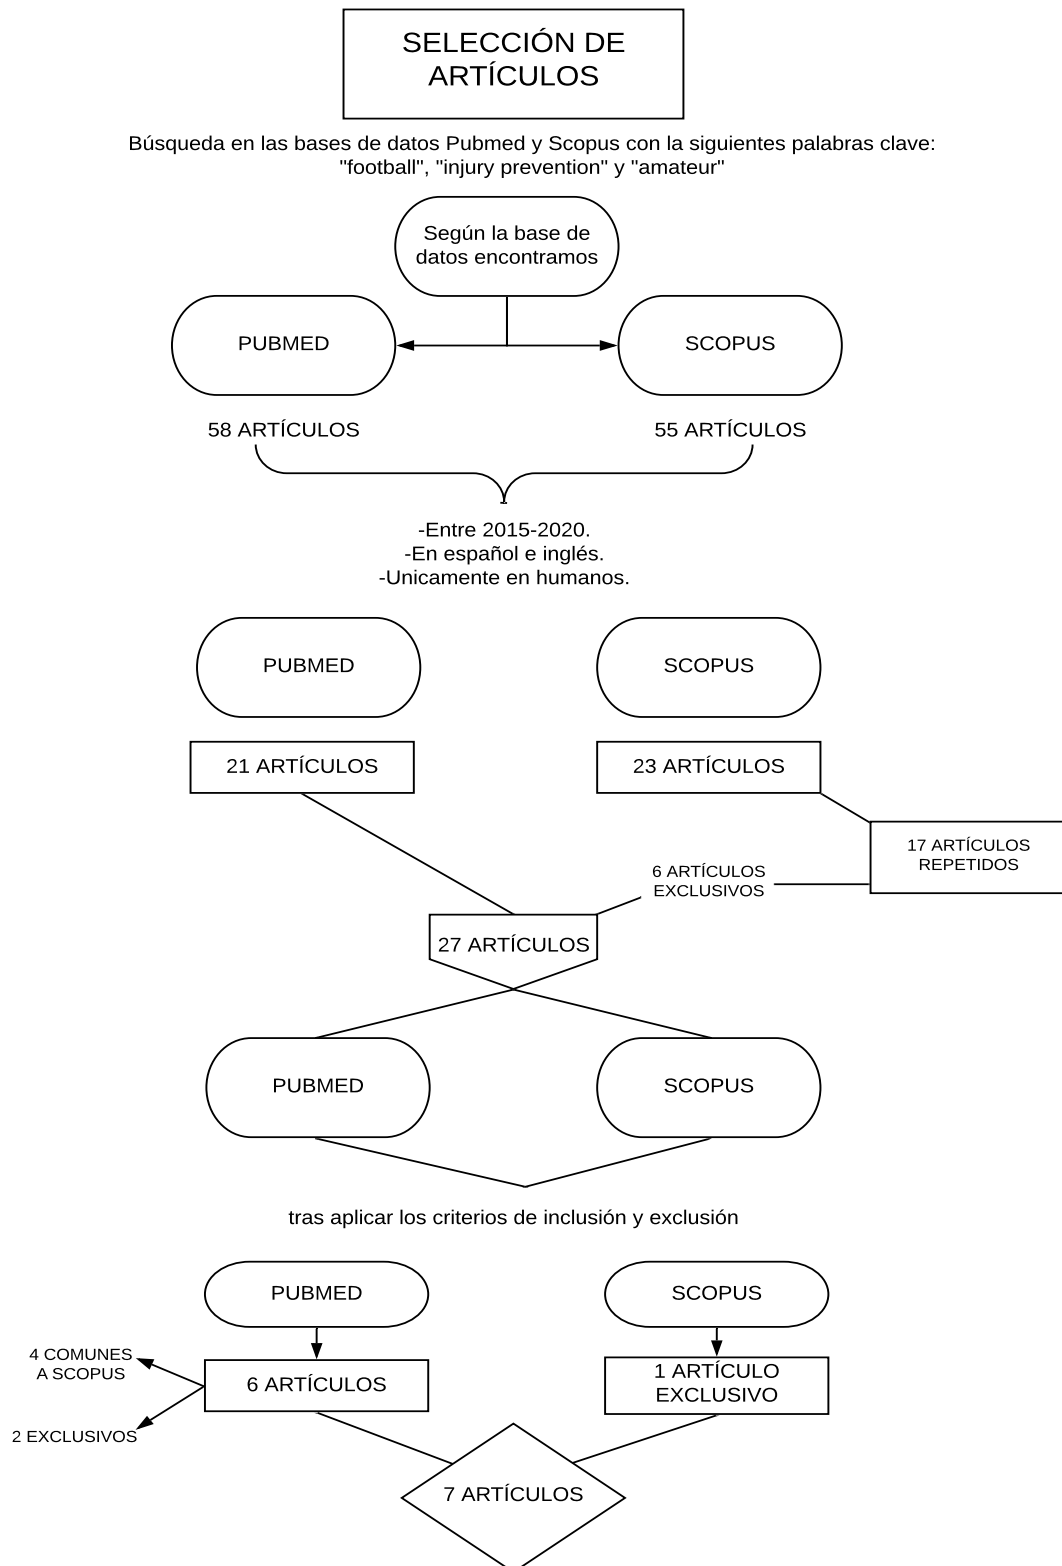 SELECCIÓN DE
ARTÍCULOS
Búsqueda en las bases de datos Pubmed y Scopus con la siguientes palabras clave:
"football", "injury prevention" y "amateur"
Según la base de
datos encontramos
PUBMED
SCOPUS
58 ARTÍCULOS
55 ARTÍCULOS
-Entre 2015-2020.
-En español e inglés.
-Unicamente en humanos.
PUBMED
SCOPUS
21 ARTÍCULOS
23 ARTÍCULOS
17 ARTÍCULOS
REPETIDOS
6 ARTÍCULOS
EXCLUSIVOS
27 ARTÍCULOS
PUBMED
SCOPUS
tras aplicar los criterios de inclusión y exclusión
PUBMED
SCOPUS
4 COMUNES
A SCOPUS
6 ARTÍCULOS
1 ARTÍCULO
EXCLUSIVO
2 EXCLUSIVOS
7 ARTÍCULOS